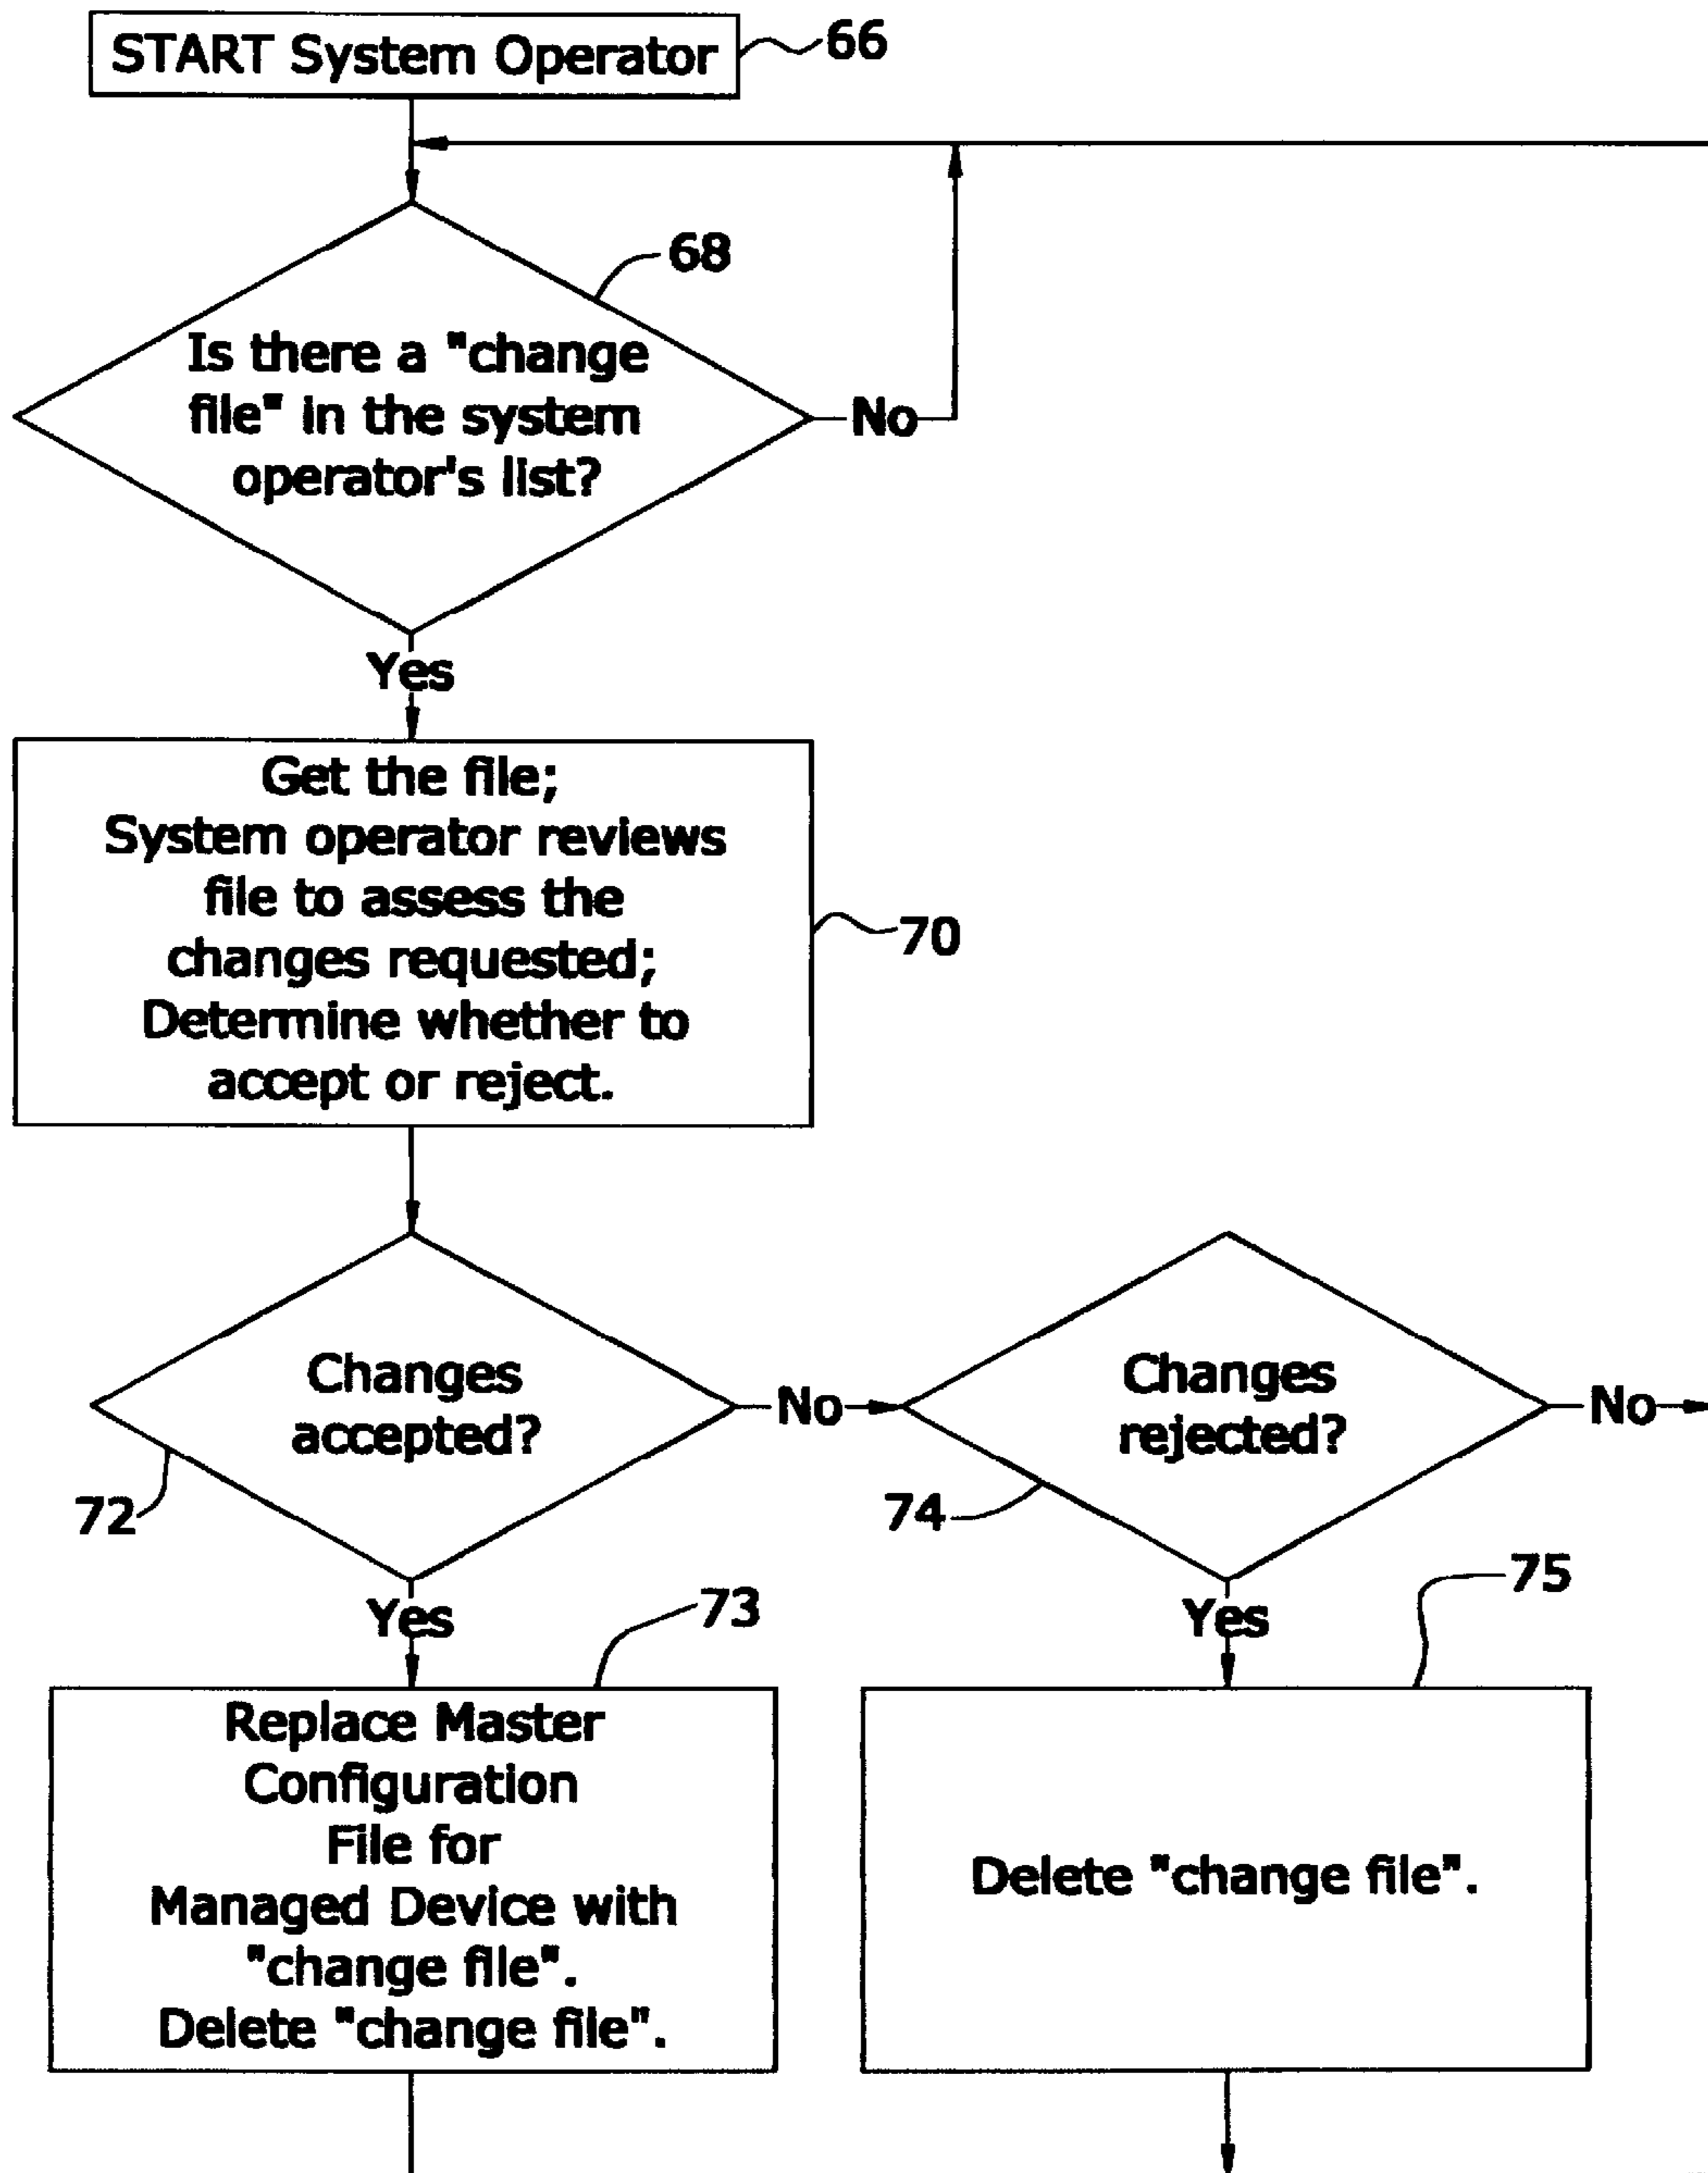 START System Operator
66
68
Is there a "change
file" in the system
operator's list?
No
Yes
Get the file;
System operator reviews
file to assess the
changes requested;
Determine whether to
accept or reject.
70
Changes
accepted?
No
Changes
rejected?
No
72
74
Yes
73
Yes
75
Replace Master
Configuration
File for
Managed Device with
"change file".
Delete "change file".
Delete "change file".